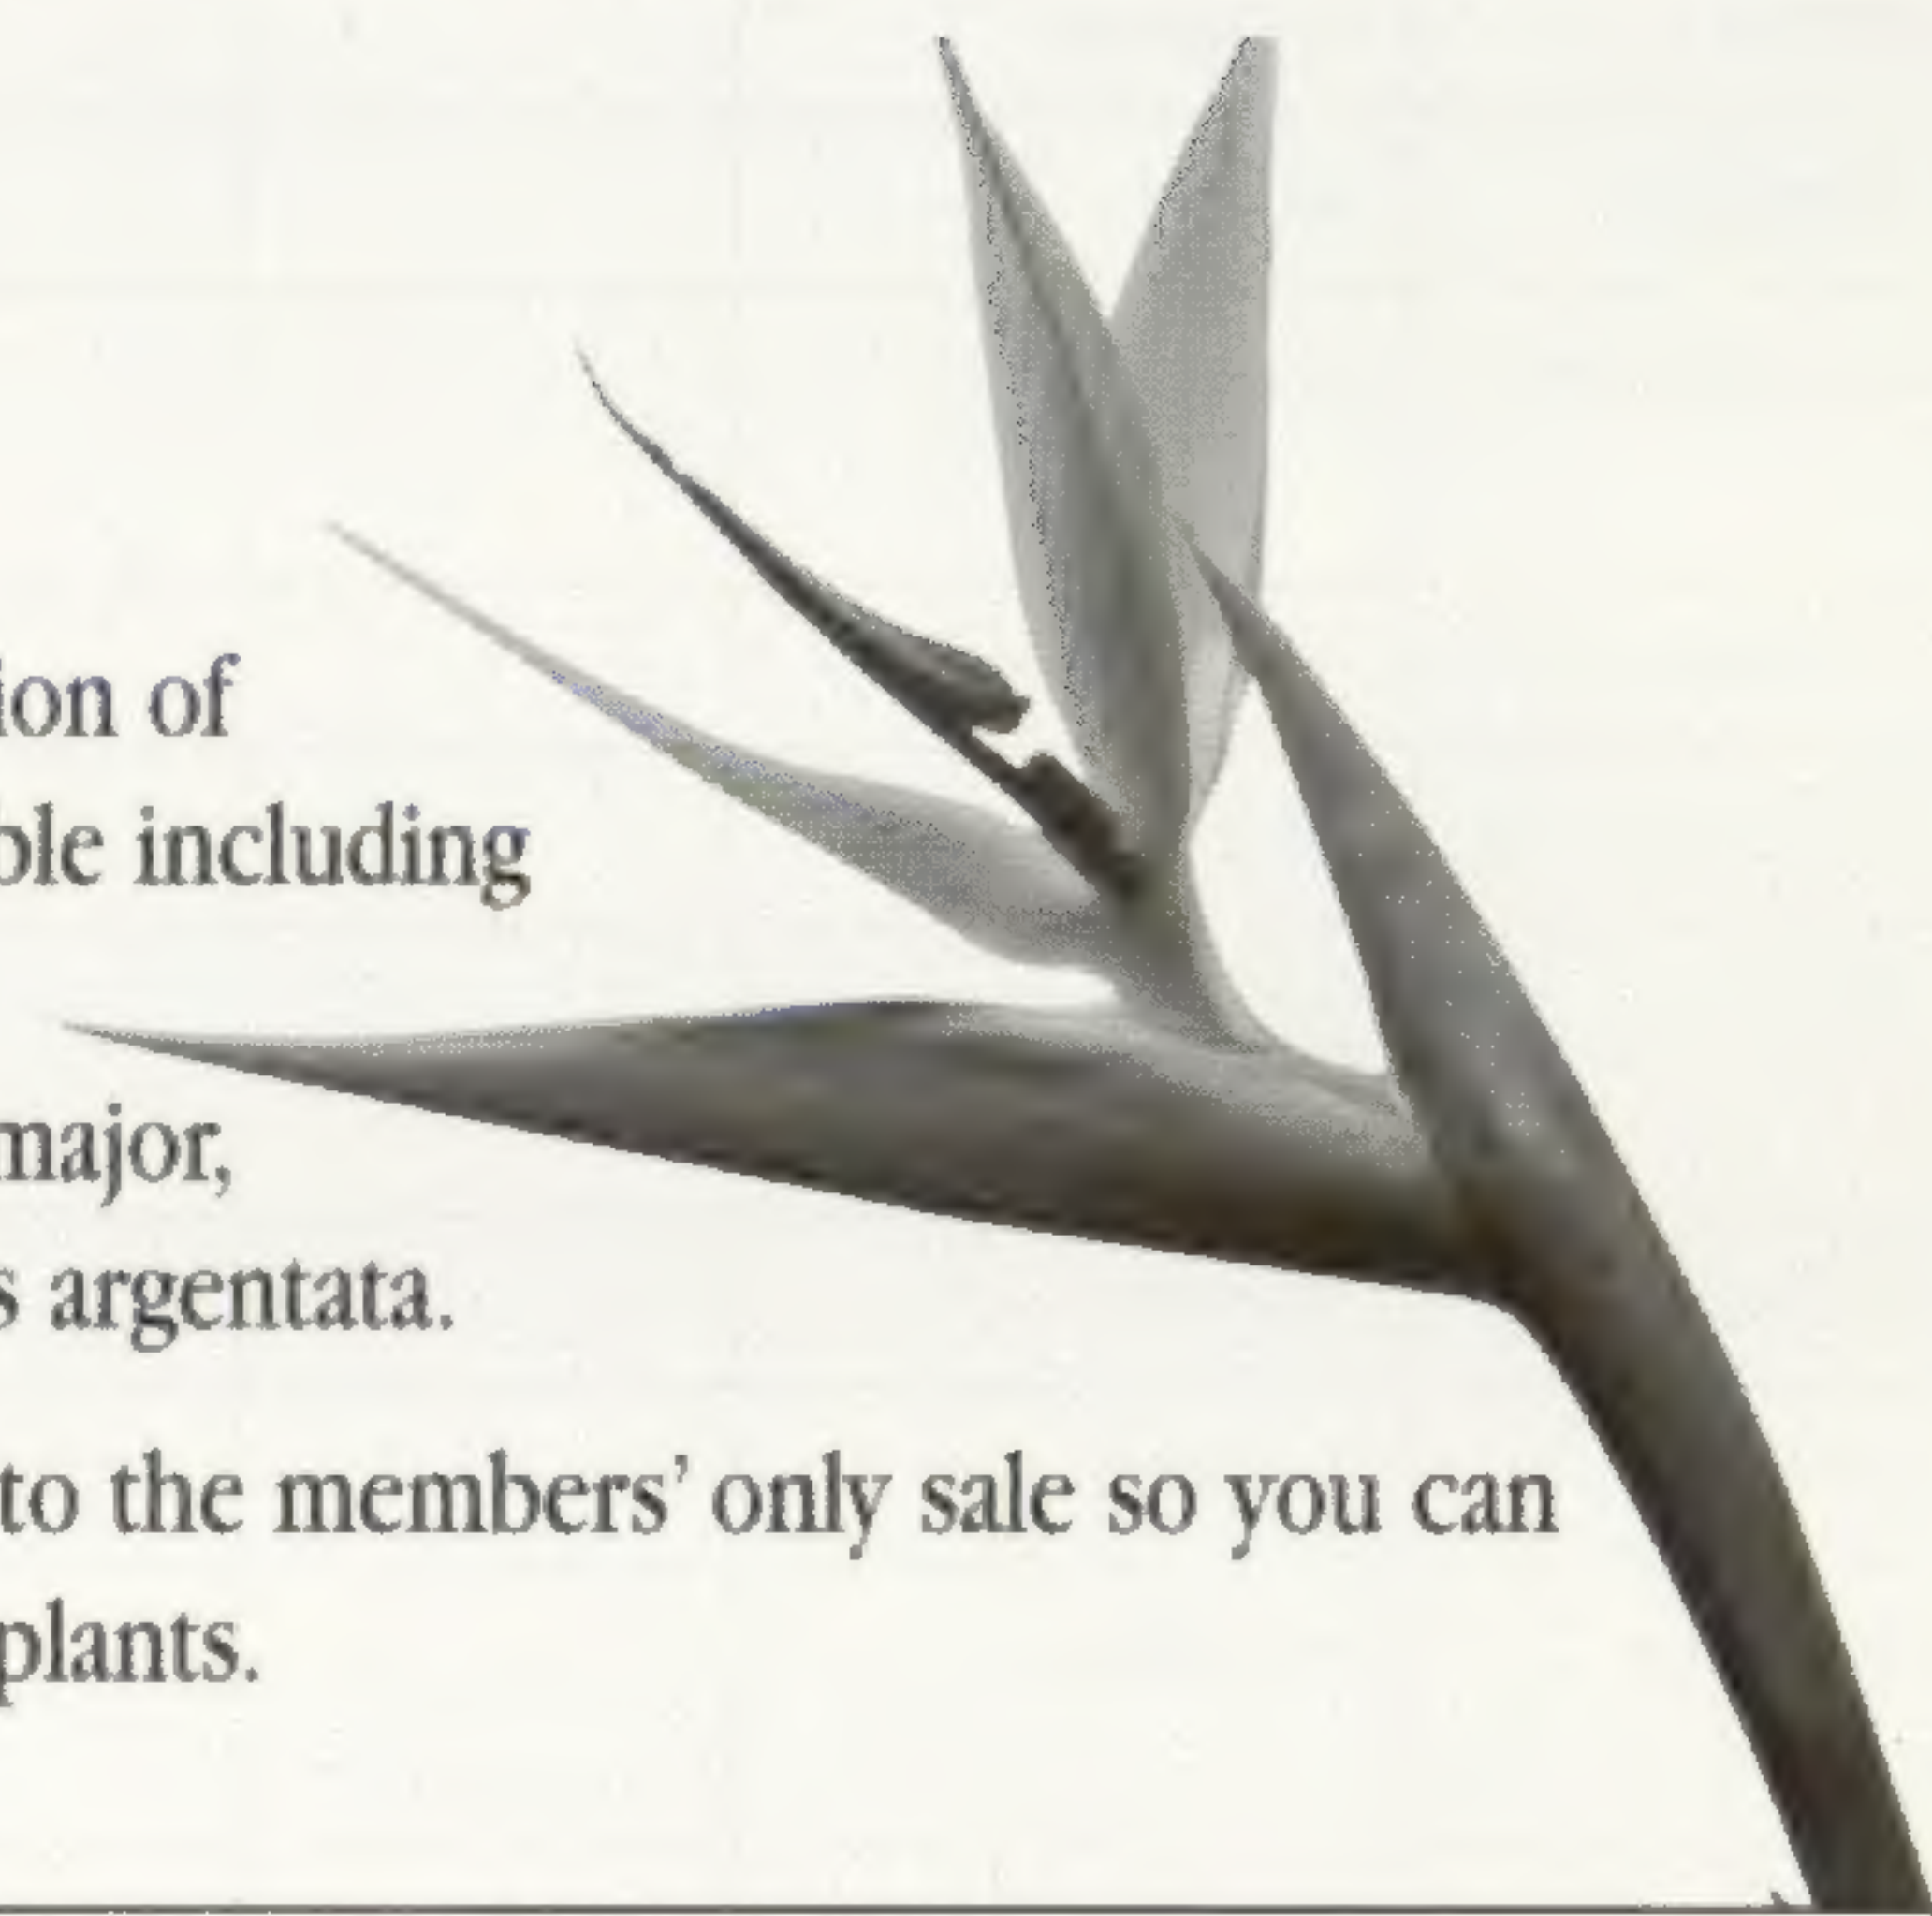 ion of
ble including
major,
s argentata.
to the members’ only sale so you can
plants.